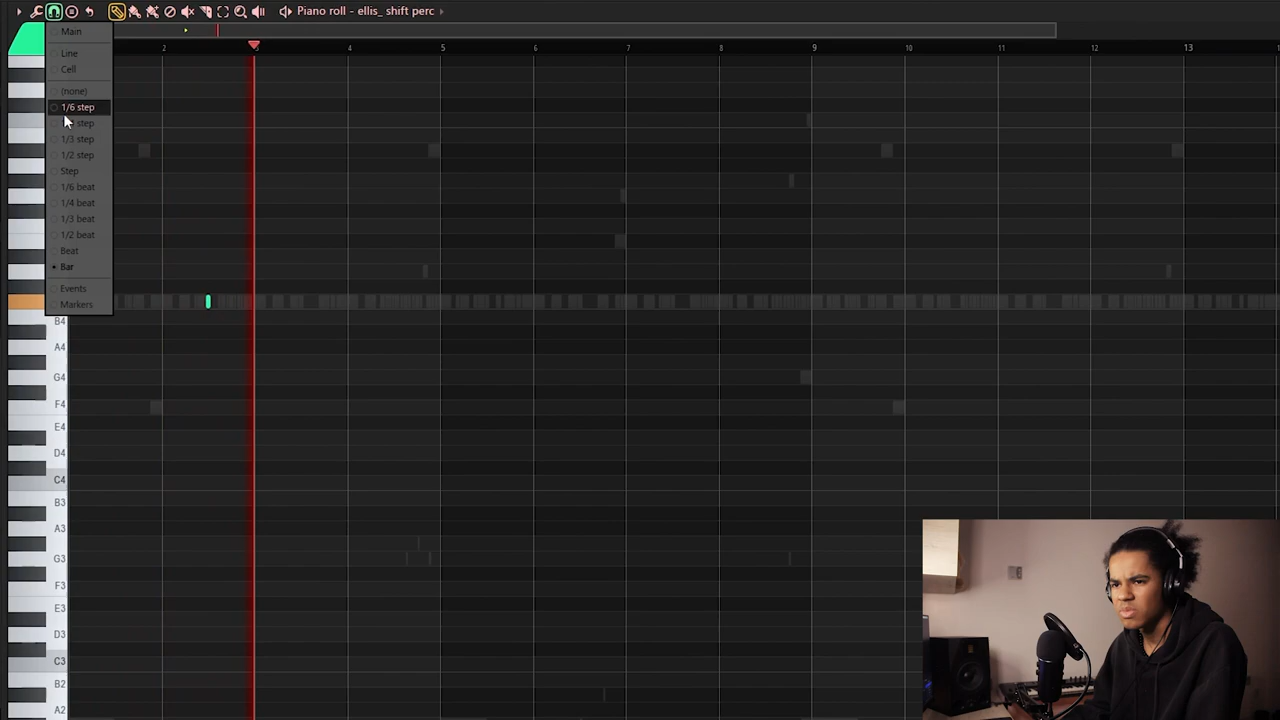 Piano roll - ellis_ shift perc
Main
Line
Cell
(none)
1/6 step
step
1/3 step
1/2 step
Step
1/6 beat
1/4 beat
1/3 beat
1/2 beat
Beat
Bar
Events
Markers
2
4
5
6
7
8
9
10
11
12
13
B4
A4
G4
F4
E4
D4
C4
B3
A3
G3
F3
E3
D3
C3
B2
A2